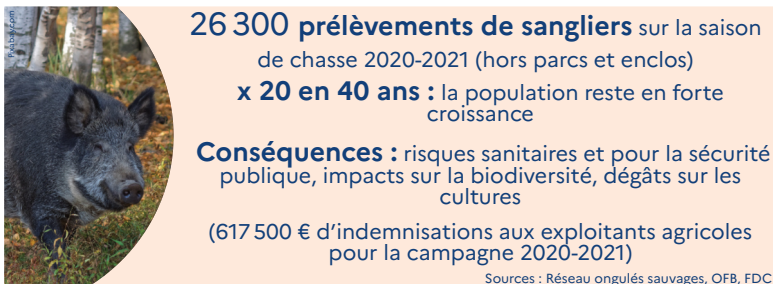 Pixabay.com
26 300 prélèvements de sangliers sur la saison
de chasse 2020-2021 (hors parcs et enclos)
x 20 en 40 ans : la population reste en forte
croissance
Conséquences : risques sanitaires et pour la sécurité
publique, impacts sur la biodiversité, dégâts sur les
cultures
(617 500 € d'indemnisations aux exploitants agricoles
pour la campagne 2020-2021)
Sources : Réseau ongulés sauvages, OFB, FDC